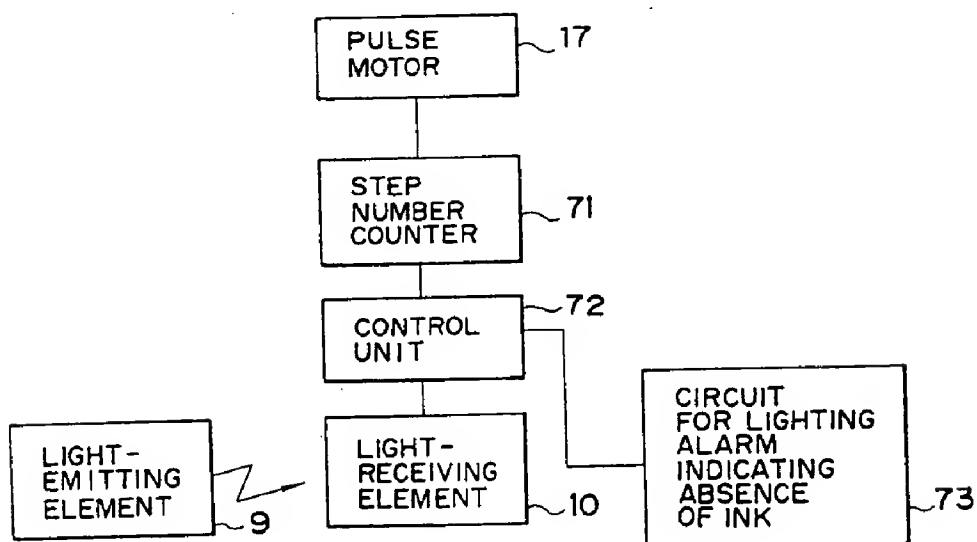 PULSE
MOTOR
17
STEP
NUMBER
COUNTER
71
CONTROL
UNIT
72
LIGHT-
EMITTING
ELEMENT
9
LIGHT-
RECEIVING
ELEMENT
10
CIRCUIT
FOR LIGHTING
ALARM
INDICATING
ABSENCE
OF INK
73